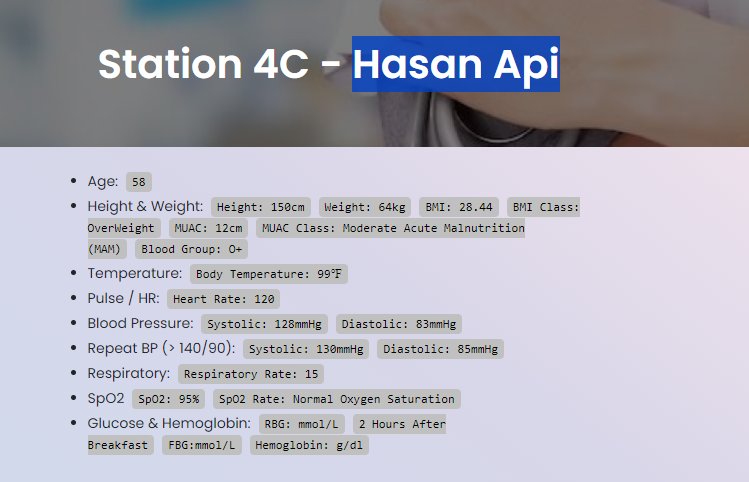 Station 4C - Hasan Api
Age: 58
Height & Weight: Height: 150cm Weight: 64kg BMI: 28.44 BMI Class:
OverWeight MUAC: 12cm MUAC Class: Moderate Acute Malnutrition
(MAM) Blood Group: O+
Temperature: Body Temperature: 99℉
Pulse / HR: Heart Rate: 120
Blood Pressure: Systolic: 128mmHg Diastolic: 83mmHg
Repeat BP (> 140/90): Systolic: 130mmHg Diastolic: 85mmHg
Respiratory: Respiratory Rate: 15
SpO2 SpO2: 95% SpO2 Rate: Normal Oxygen Saturation
Glucose & Hemoglobin: RBG: mmol/L 2 Hours After
Breakfast FBG:mmol/L Hemoglobin: g/dl